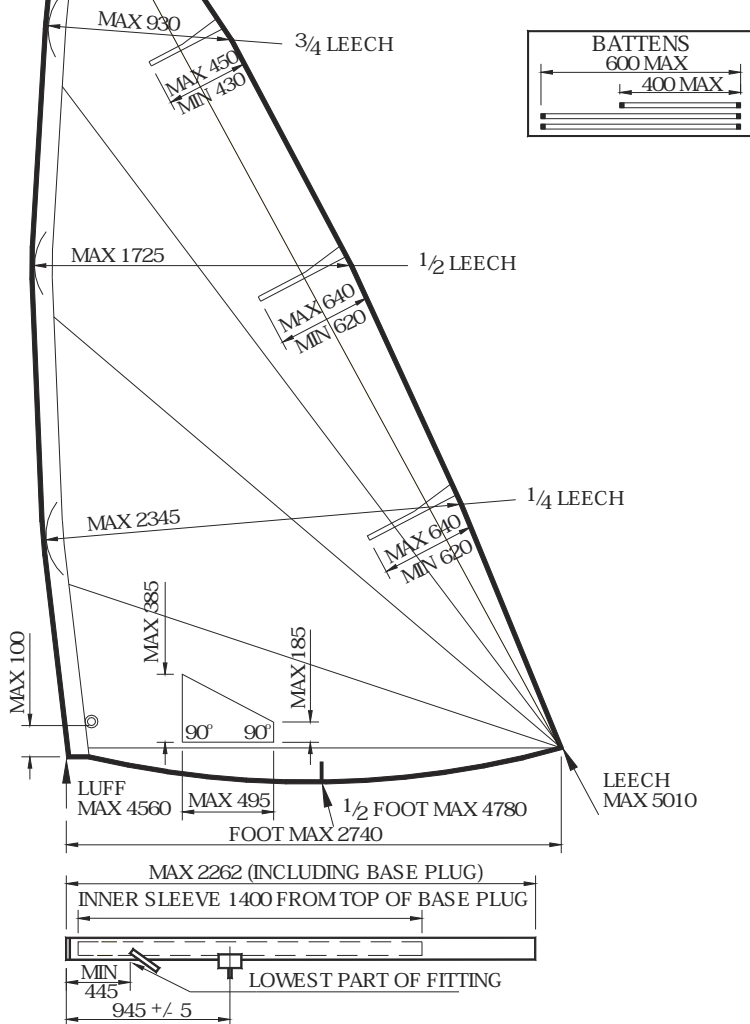 MAX 930
3/4 LEECH
BATTENS
600 MAX
400 MAX
MAX 450
MIN 430
MAX 1725
1/2 LEECH
MAX 640
MIN 620
1/4 LEECH
MAX 2345
MAX 640
MIN 620
MAX 385
MAX 185
MAX 100
90°
90°
LUFF
MAX 4560
MAX 495
1/2 FOOT MAX 4780
LEECH
MAX 5010
FOOT MAX 2740
MAX 2262 (INCLUDING BASE PLUG)
INNER SLEEVE 1400 FROM TOP OF BASE PLUG
MIN
445
LOWEST PART OF FITTING
945 +/- 5